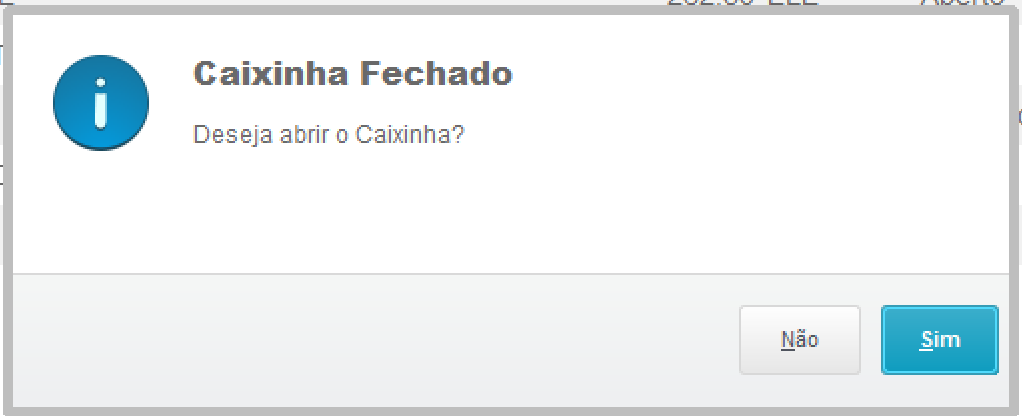 Caixinha Fechado
Deseja abrir o Caixinha?
Não
Sim